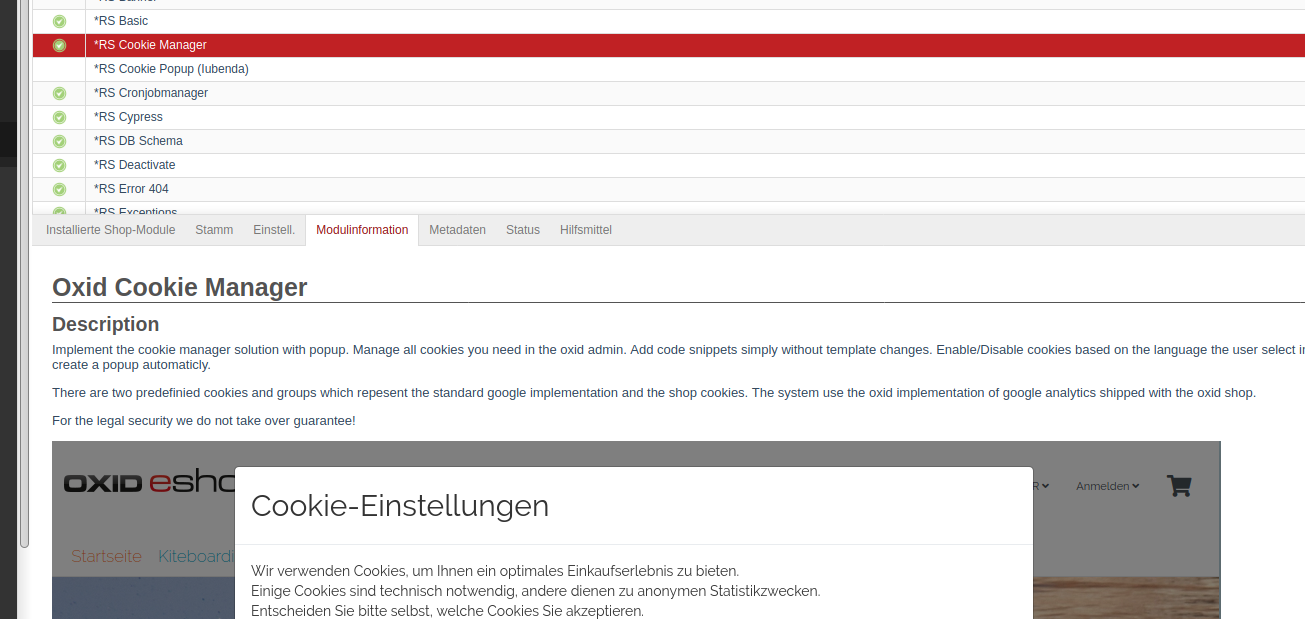 *RS Basic
*RS Cookie Manager
*RS Cookie Popup (Iubenda)
*RS Cronjobmanager
*RS Cypress
*RS DB Schema
*RS Deactivate
*RS Error 404
*RS Exceptions
Installierte Shop-Module Stamm Einstell. Modulinformation Metadaten Status Hilfsmittel
Oxid Cookie Manager
Description
Implement the cookie manager solution with popup. Manage all cookies you need in the oxid admin. Add code snippets simply without template changes. Enable/Disable cookies based on the language the user select
create a popup automaticly.
There are two predefinied cookies and groups which repesent the standard google implementation and the shop cookies. The system use the oxid implementation of google analytics shipped with the oxid shop.
For the legal security we do not take over guarantee!
OXID esho
Cookie-Einstellungen
R Anmelden
Startseite Kiteboardi
Wir verwenden Cookies, um Ihnen ein optimales Einkaufserlebnis zu bieten.
Einige Cookies sind technisch notwendig, andere dienen zu anonymen Statistikzwecken.
Entscheiden Sie bitte selbst, welche Cookies Sie akzeptieren.